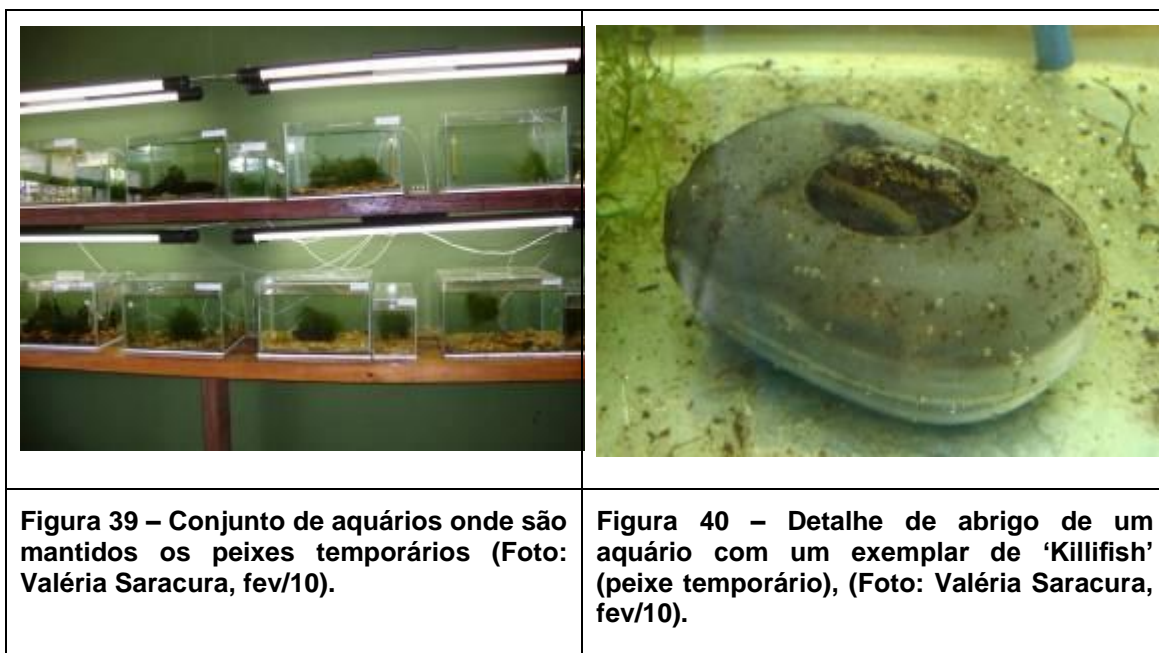 Figura 39 – Conjunto de aquários onde são
mantidos os peixes temporários (Foto:
Valéria Saracura, fev/10).
Figura 40 – Detalhe de abrigo de um
aquário com um exemplar de ‘Killifish’
(peixe temporário), (Foto: Valéria Saracura,
fev/10).